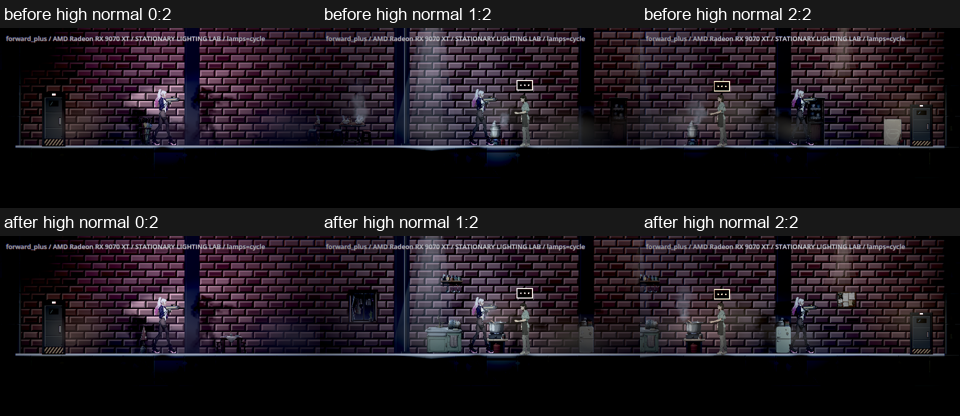 before high normal 0:2
before high normal 1:2
before high normal 2:2
forward_plus / AMD Radeon RX 9070 XT / STATIONARY LIGHTING LAB / lamps=cycle
forward_plus / AMD Radeon RX 9070 XT / STATIONARY LIGHTING LAB / lamps=cycle
forward_plus / AMD Radeon RX 9070 XT / STATIONARY LIGHTING LAB / lamps=cycle
...
...
after high normal 0:2
after high normal 1:2
after high normal 2:2
forward_plus / AMD Radeon RX 9070 XT / STATIONARY LIGHTING LAB / lamps=cycle
forward_plus / AMD Radeon RX 9070 XT / STATIONARY LIGHTING LAB / lamps=cycle
forward_plus / AMD Radeon RX 9070 XT / STATIONARY LIGHTING LAB / lamps=cycle
...
...